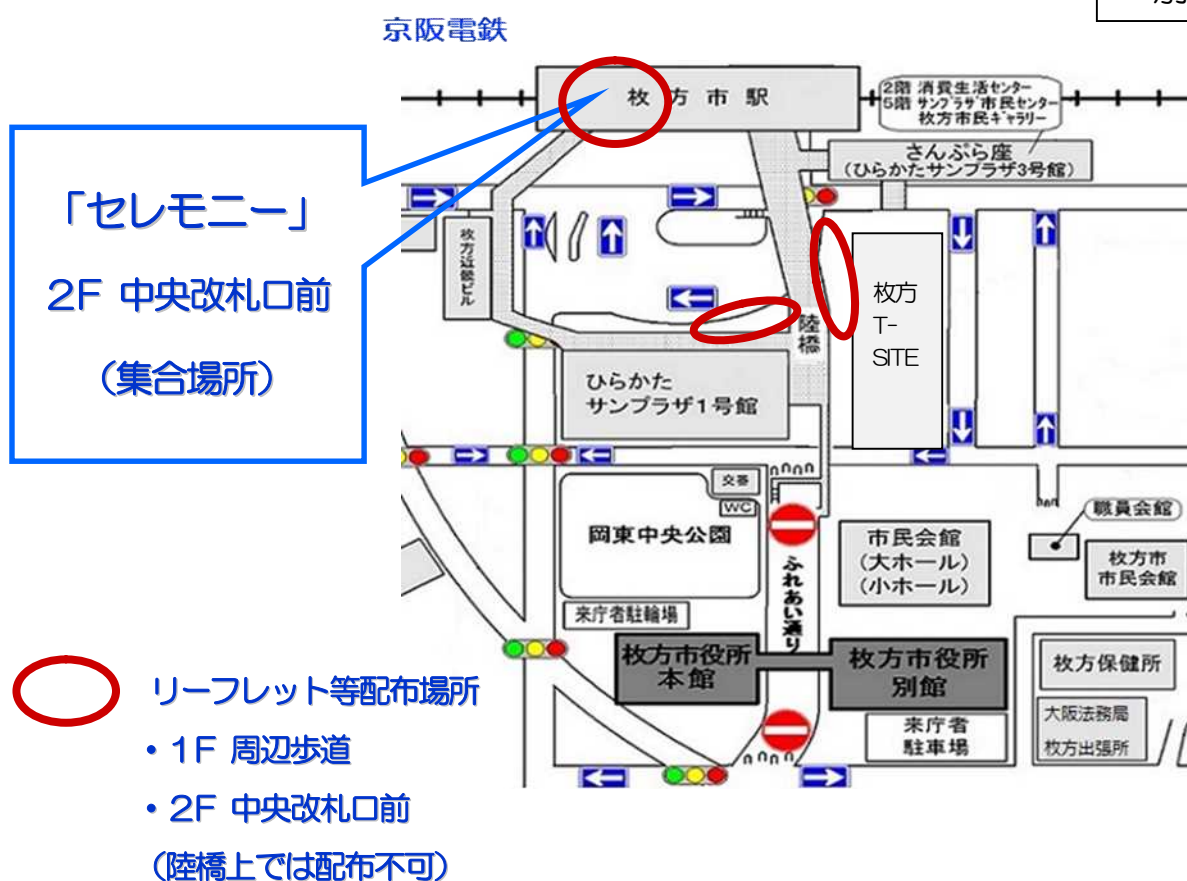 京阪電鉄
枚方市駅
2階 消費生活センター
5階 サンプラザ市民センター
枚方市民ギャラリー
さんぷら座
(ひらかたサンプラザ3号館)
「セレモニー」
2F 中央改札口前
(集合場所)
枚方近畿ビル
枚方
T-
SITE
陸橋
ひらかた
サンプラザ1号館
交番
WC
岡東中央公園
ふれあい通り
市民会館
(大ホール)
(小ホール)
職員会館
枚方市
市民会館
来庁者駐輪場
枚方市役所
本館
枚方市役所
別館
枚方保健所
来庁者
駐車場
大阪法務局
枚方出張所
リーフレット等配布場所
・1F 周辺歩道
・2F 中央改札口前
(陸橋上では配布不可)